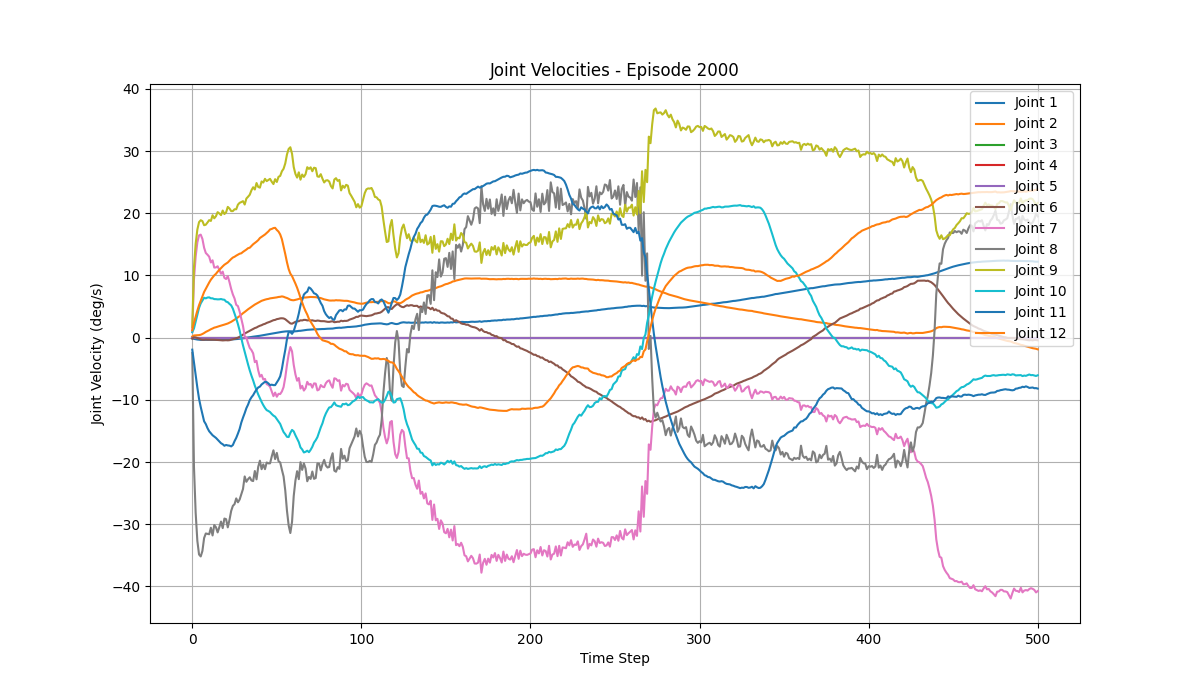 Joint Velocities - Episode 2000
Joint Velocity (deg/s)
40
30
20
10
0
−10
−20
−30
−40
0
100
200
300
400
500
Time Step
Joint 1
Joint 2
Joint 3
Joint 4
Joint 5
Joint 6
Joint 7
Joint 8
Joint 9
Joint 10
Joint 11
Joint 12